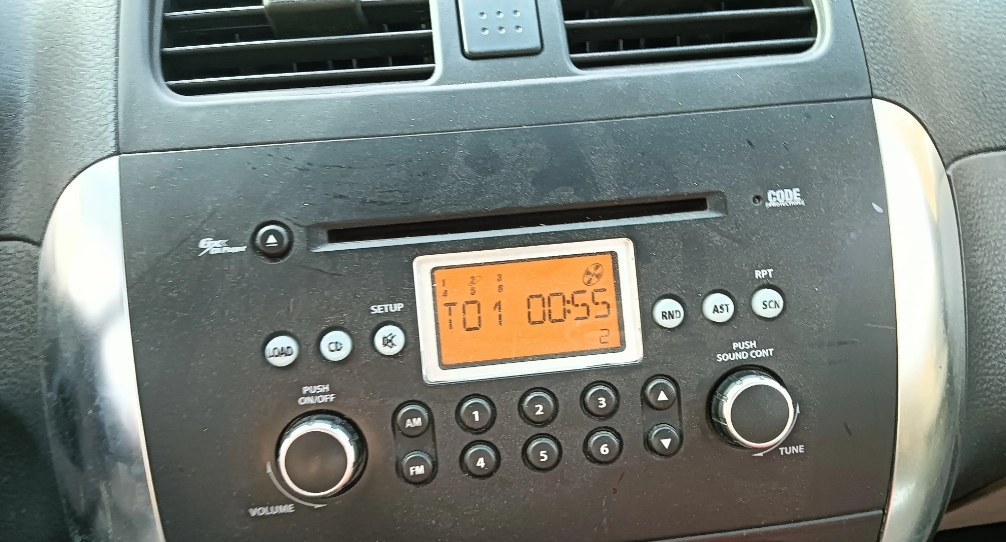 CODE
6
SETUP
RPT
LOAD
CD
1 2 3
4 5 6
T01 00:55
2
RND
AST
SCN
PUSH
ON/OFF
PUSH
SOUND CONT
AM
1
2
3
FM
4
5
6
VOLUME
TUNE